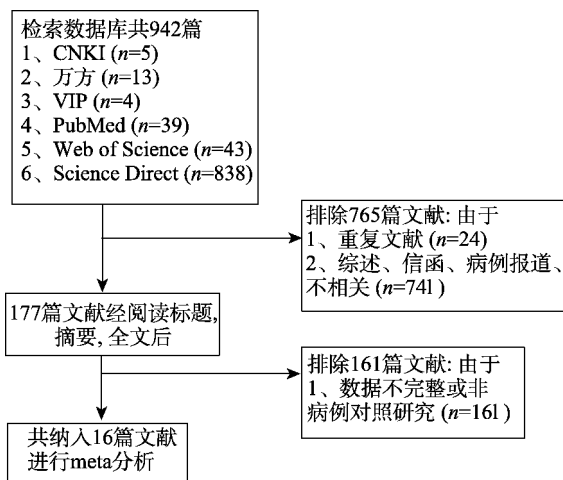 检索数据库共942篇
1、CNKI (n=5)
2、万方 (n=13)
3、VIP (n=4)
4、PubMed (n=39)
5、Web of Science (n=43)
6、Science Direct (n=838)
排除765篇文献: 由于
1、重复文献 (n=24)
2、综述、信函、病例报道、
不相关 (n=74l)
177篇文献经阅读标题,
摘要, 全文后
排除161篇文献: 由于
1、数据不完整或非
病例对照研究 (n=16l)
共纳入16篇文献
进行meta分析